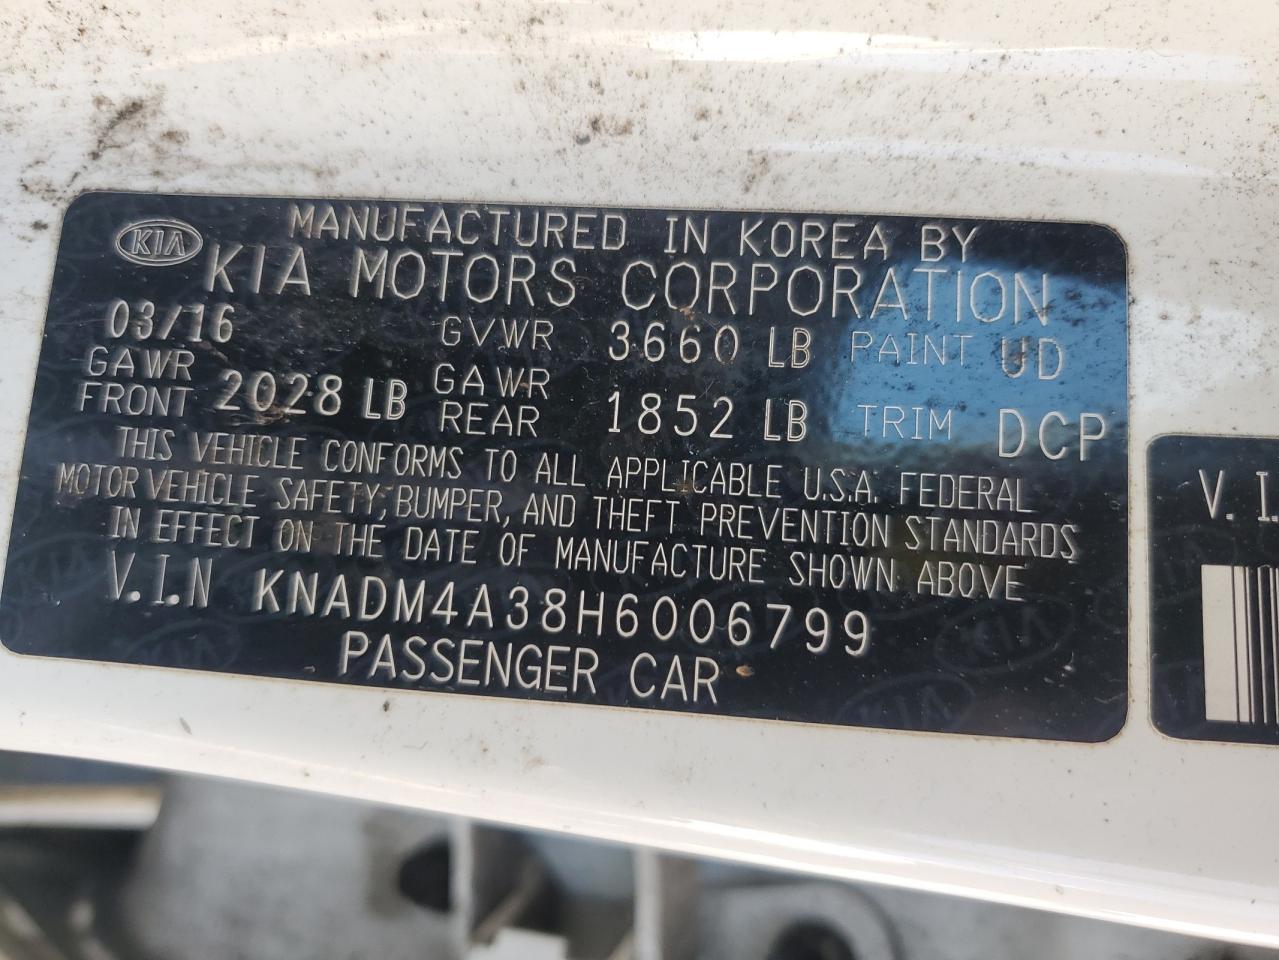 MANUFACTURED IN KOREA BY
KIA
KIA MOTORS CORPORATION
03/16 GVWR 3660 LB PAINT UD
GAWR FRONT 2028 LB GAWR REAR 1852 LB TRIM DCP
THIS VEHICLE CONFORMS TO ALL APPLICABLE U.S.A. FEDERAL
MOTOR VEHICLE SAFETY, BUMPER, AND THEFT PREVENTION STANDARDS
IN EFFECT ON THE DATE OF MANUFACTURE SHOWN ABOVE
V.I.N KNADM4A38H6006799
PASSENGER CAR
V. I.